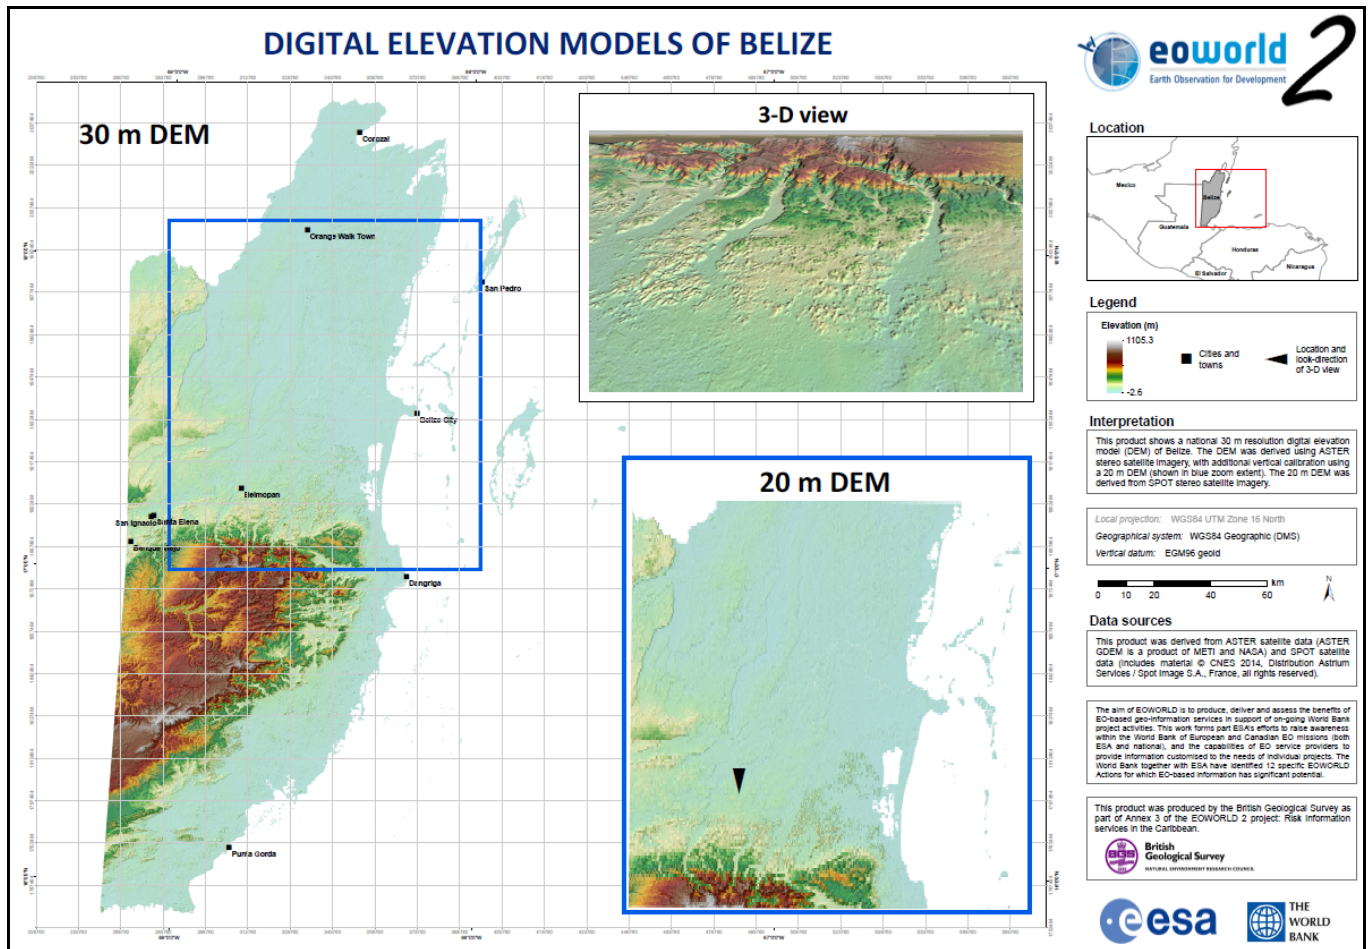 DIGITAL ELEVATION MODELS OF BELIZE
30 m DEM
Corozal
Orange Walk Town
San Pedro
Belize City
Belmopan
San Ignacio
Santa Elena
Benque Viejo
Dangriga
Punta Gorda
3-D view
20 m DEM
eoworld 2
Earth Observation for Development
Location
Mexico
Belize
Guatemala
Honduras
El Salvador
Nicaragua
Legend
Elevation (m)
1105.3
-2.6
Cities and
towns
Location and
look-direction
of 3-D view
Interpretation
This product shows a national 30 m resolution digital elevation
model (DEM) of Belize. The DEM was derived using ASTER
stereo satellite imagery, with additional vertical calibration using
a 20 m DEM (shown in blue zoom extent). The 20 m DEM was
derived from SPOT stereo satellite imagery.
Local projection: WGS84 UTM Zone 16 North
Geographical system: WGS84 Geographic (DMS)
Vertical datum: EGM96 geoid
km
0 10 20 40 60
N
Data sources
This product was derived from ASTER satellite data (ASTER
GDEM is a product of METI and NASA) and SPOT satellite
data (includes material © CNES 2014, Distribution Astrium
Services / Spot Image S.A., France, all rights reserved).
The aim of EOWORLD is to produce, deliver and assess the benefits of
EO-based geo-information services in support of on-going World Bank
project activities. This work forms part ESA's efforts to raise awareness
within the World Bank of European and Canadian EO missions (both
ESA and national), and the capabilities of EO service providers to
provide information customised to the needs of individual projects. The
World Bank together with ESA have identified 12 specific EOWORLD
Actions for which EO-based information has significant potential.
This product was produced by the British Geological Survey as
part of Annex 3 of the EOWORLD 2 project: Risk information
services in the Caribbean.
BGS
British
Geological Survey
NATURAL ENVIRONMENT RESEARCH COUNCIL
esa
THE
WORLD
BANK